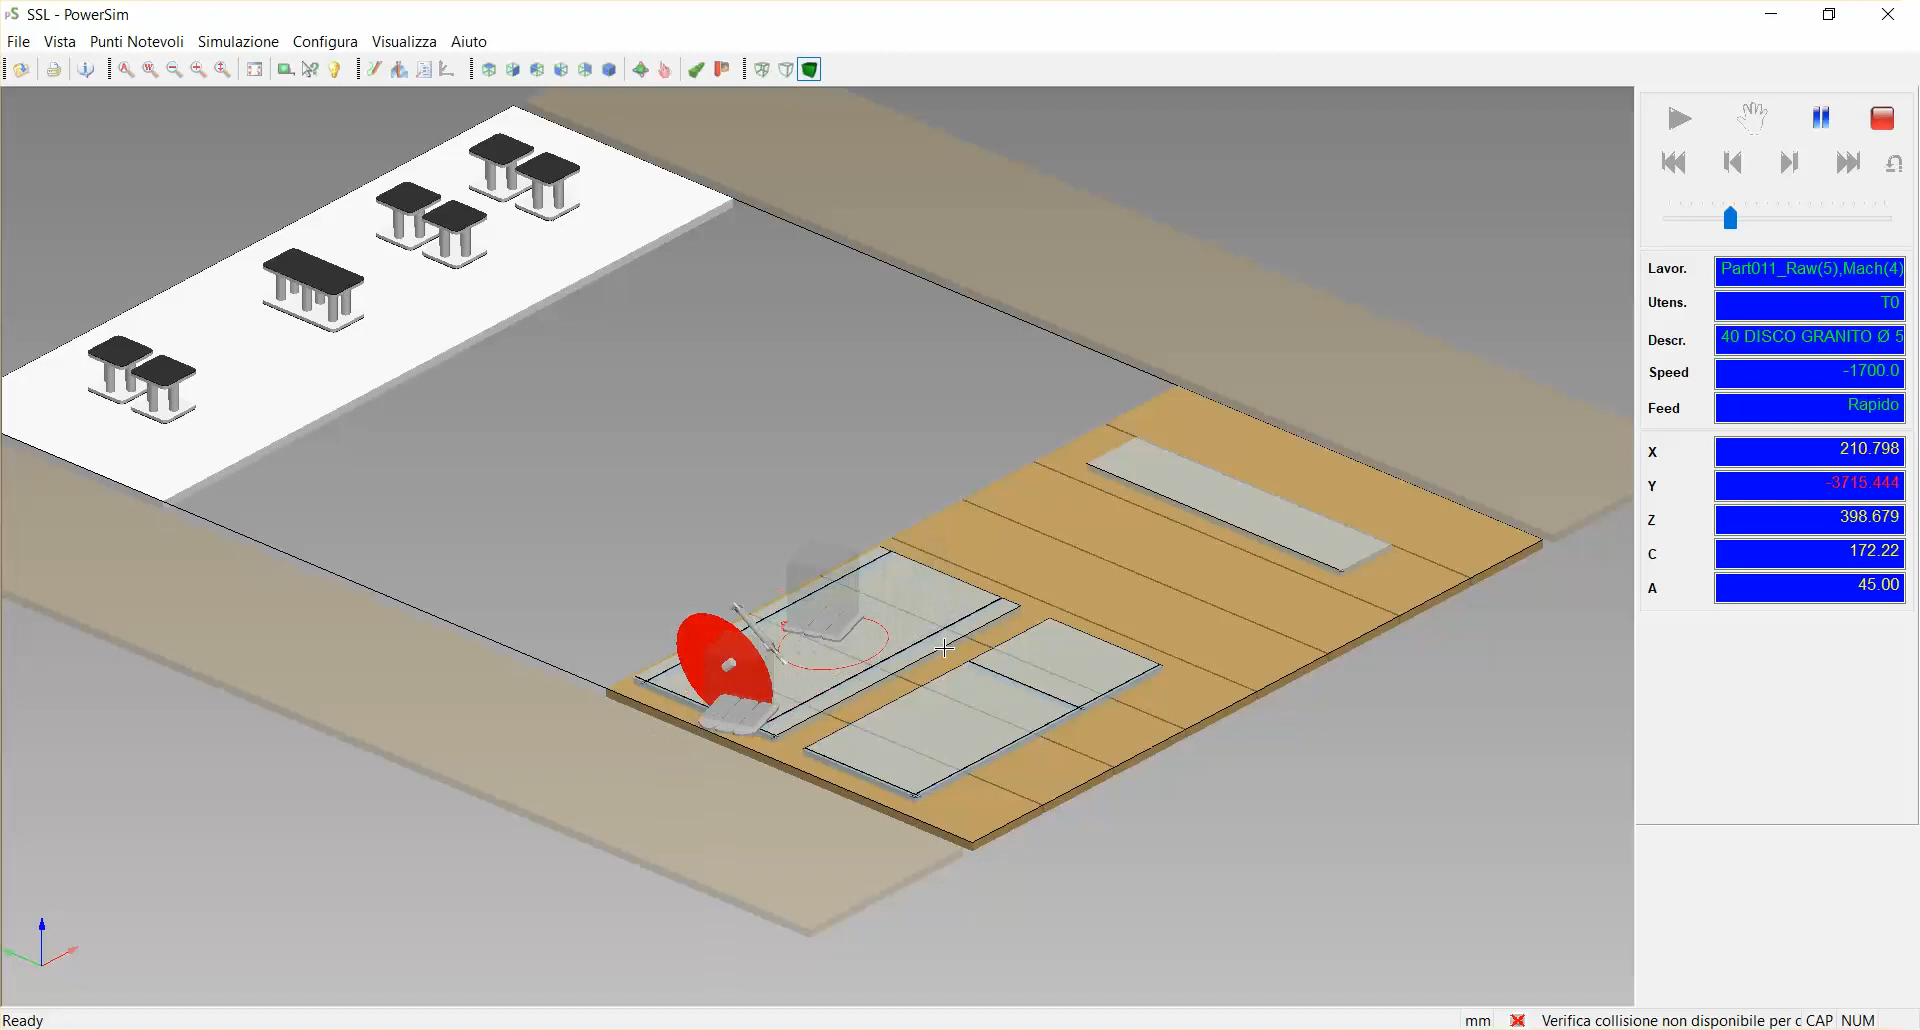 pS SSL - PowerSim
File Vista Punti Notevoli Simulazione Configura Visualizza Aiuto
Lavor. Part011_Raw(5),Mach(4)
Utens. T0
Descr. 40 DISCO GRANITO Ø 5
Speed -1700.0
Feed Rapido
X 210.798
Y -3715.444
Z 398.679
C 172.22
A 45.00
Ready mm Verifica collisione non disponibile per c CAP NUM